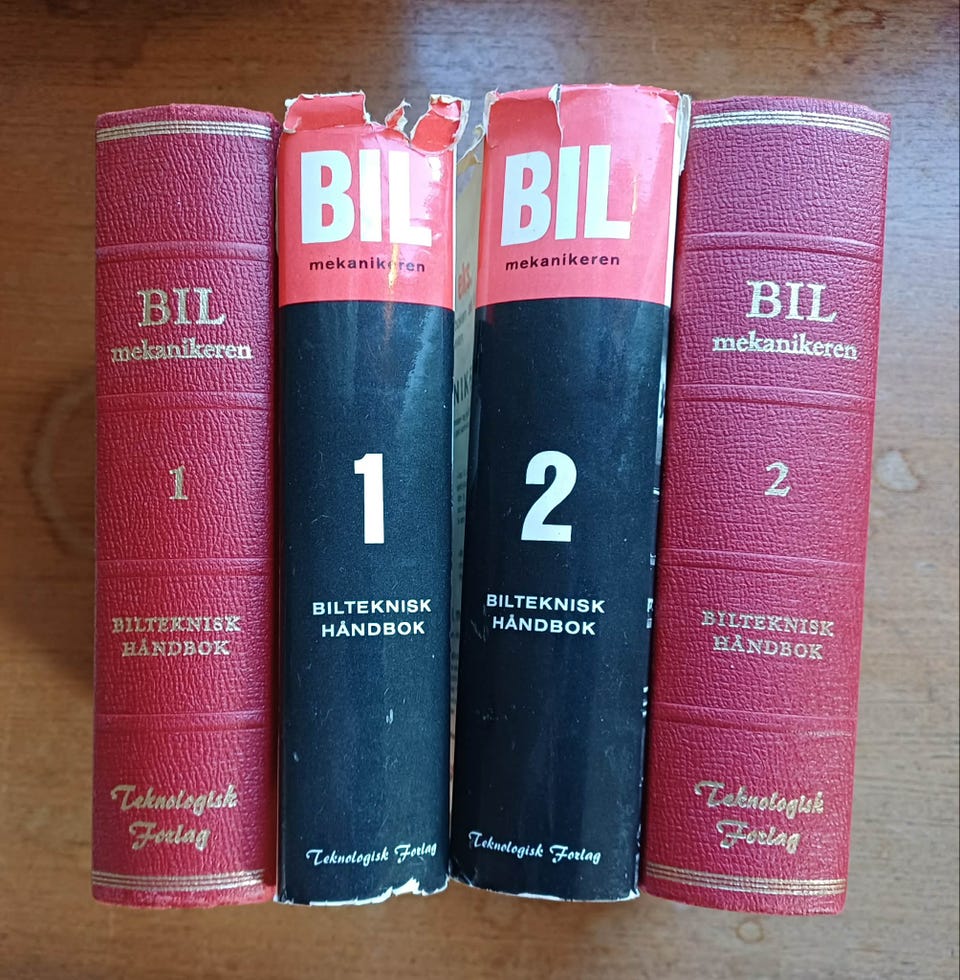 BIL
mekanikeren
1
BILTEKNISK
HÅNDBOK
Teknologisk
Forlag
BIL
mekanikeren
1
BILTEKNISK
HÅNDBOK
Teknologisk Forlag
BIL
mekanikeren
2
BILTEKNISK
HÅNDBOK
Teknologisk Forlag
BIL
mekanikeren
2
BILTEKNISK
HÅNDBOK
Teknologisk
Forlag